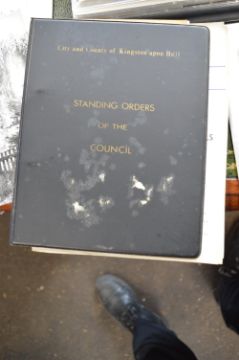 City and County of Kingston upon Hull
STANDING ORDERS
OF THE
COUNCIL